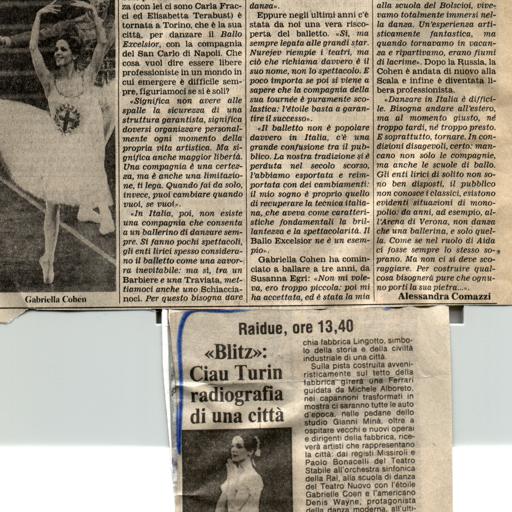 za (con lei ci sono Carla Frac-
ci ed Elisabetta Terabust) è
tornata a Torino, che è la sua
città, per danzare il Ballo
Excelsior, con la compagnia
del San Carlo di Napoli. Che
cosa vuol dire essere libere
professioniste in un mondo in
cui emergere è difficile sem-
pre, figuriamoci se si è soli?
«Significa non avere alle
spalle la sicurezza di una
struttura garantista, significa
doversi organizzare personal-
mente ogni momento della
propria vita artistica. Ma si-
gnifica anche maggior libertà.
Una compagnia è una certez-
za, ma è anche una limitazio-
ne, ti lega. Quando fai da solo,
invece, puoi cambiare quando
vuoi, se vuoi».
«In Italia, poi, non esiste
una compagnia che consenta
a un ballerino di danzare sem-
pre. Si fanno pochi spettacoli,
gli enti lirici spesso considera-
no il balletto come una zavor-
ra inevitabile: ma sì, tra un
Barbiere e una Traviata, met-
tiamoci anche uno Schiaccia-
noci. Per questo bisogna dare
Gabriella Cohen
danza».
Eppure negli ultimi anni c'è
stata da noi una vera risco-
perta del balletto. «Sì, ma
sempre legata alle grandi star.
Nurejev riempie i teatri, ma
ciò che richiama davvero è il
suo nome, non lo spettacolo. E
poco importa se poi si viene a
sapere che la compagnia della
sua tournée è puramente sco-
lastica: l'étoile basta a garan-
tire il successo».
«Il balletto non è popolare
davvero in Italia, c'è una
grande confusione tra il pub-
blico. La nostra tradizione si è
perduta nel secolo scorso,
l'abbiamo esportata e reim-
portata con dei cambiamenti:
il mio sogno è proprio quello
di recuperare la tecnica italia-
na, che aveva come caratteri-
stiche fondamentali la bril-
lantezza e la spettacolarità. Il
Ballo Excelsior ne è un esem-
pio».
Gabriella Cohen ha comin-
ciato a ballare a tre anni, da
Susanna Egri: «Non mi vole-
va, ero troppo piccola: poi mi
ha accettata, ed è stata la mia
alla scuola del Bolscioi, vive-
vamo totalmente immersi nel-
la danza. Un'esperienza arti-
sticamente fantastica, ma
quando tornavamo in vacan-
za e ripartivamo, erano fiumi
di lacrime». Dopo la Russia, la
Cohen è andata di nuovo alla
Scala e infine è diventata li-
bera professionista.
«Danzare in Italia è diffici-
le. Bisogna andare all'estero,
ma al momento giusto, né
troppo tardi, né troppo presto.
E soprattutto, tornare. In con-
dizioni disagevoli, certo: man-
cano non solo le compagnie,
ma anche le scuole di ballo.
Gli enti lirici di solito non so-
no ben disposti, il pubblico
non conosce i classici, esistono
evidenti situazioni di mono-
polio: da anni, ad esempio, al-
l'Arena di Verona, non danza
che una ballerina, e solo quel-
la. Come se nel ruolo di Aida
ci fosse sempre lo stesso so-
prano. Ma non ci si deve sco-
raggiare. Per costruire qual-
cosa bisognerà pure che ognu-
no porti la sua pietra...».
Alessandra Comazzi
Raidue, ore 13,40
«Blitz»:
Ciau Turin
radiografia
di una città
chia fabbrica Lingotto, simbo-
lo della storia e della civiltà
industriale di una città.
Sulla pista costruita avveni-
risticamente sul tetto della
fabbrica girerà una Ferrari
guidata da Michele Alboreto,
nei capannoni trasformati in
mostra ci saranno tutte le auto
d'epoca, nelle pedane dello
studio Gianni Minà, oltre a
ospitare vecchi e nuovi operai
e dirigenti della fabbrica, rice-
verà artisti che rappresentano
la città: dai registi Missiroli e
Paolo Bonacelli del Teatro
Stabile all'orchestra sinfonica
della Rai, alla scuola di danza
del Teatro Nuovo con l'étoile
Gabrielle Coen e l'americano
Denis Wayne, protagonista
della danza moderna, all'ulti-